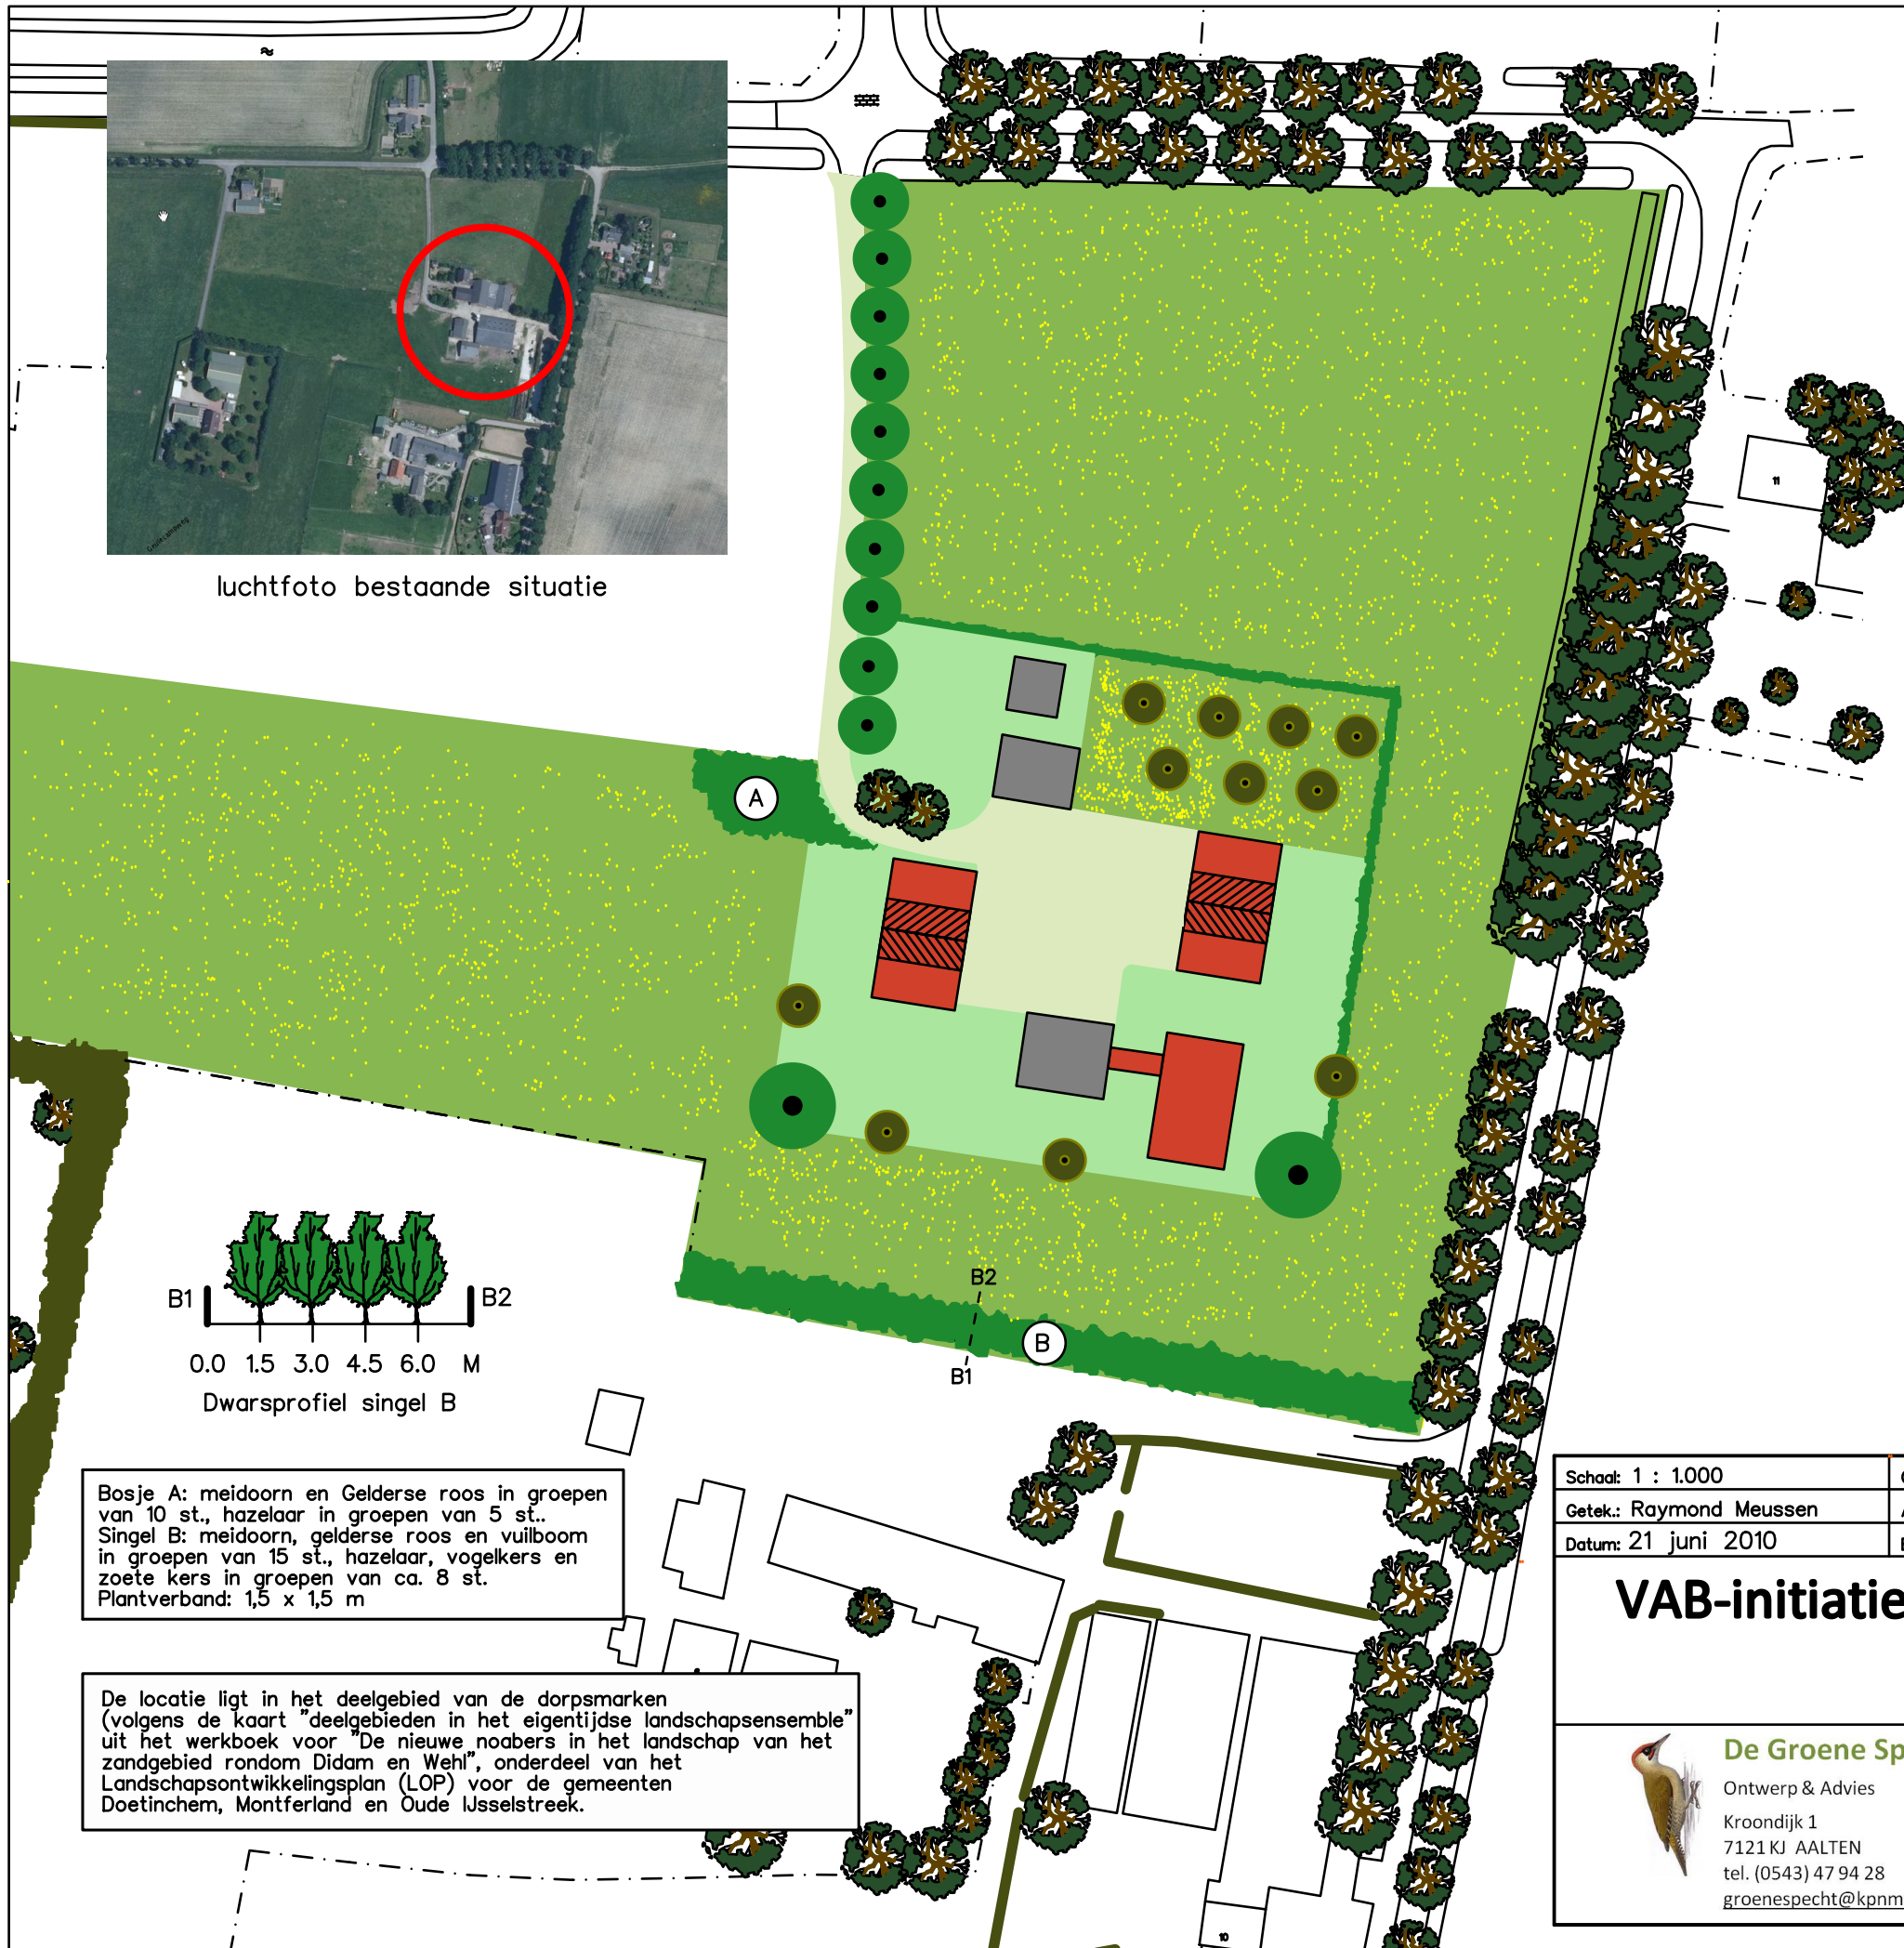 luchtfoto bestaande situatie
11
A
B2
B
B1
B1
B2
0.0 1.5 3.0 4.5 6.0 M
Dwarsprofiel singel B
Bosje A: meidoorn en Gelderse roos in groepen
van 10 st., hazelaar in groepen van 5 st..
Singel B: meidoorn, gelderse roos en vuilboom
in groepen van 15 st., hazelaar, vogelkers en
zoete kers in groepen van ca. 8 st.
Plantverband: 1,5 x 1,5 m
De locatie ligt in het deelgebied van de dorpsmarken
(volgens de kaart "deelgebieden in het eigentijdse landschapsensemble"
uit het werkboek voor "De nieuwe noabers in het landschap van het
zandgebied rondom Didam en Wehl", onderdeel van het
Landschapsontwikkelingsplan (LOP) voor de gemeenten
Doetinchem, Montferland en Oude IJsselstreek.
10
Schaal: 1 : 1.000
Getek.: Raymond Meussen
Datum: 21 juni 2010
VAB-initiatie
De Groene Sp
Ontwerp & Advies
Kroondijk 1
7121 KJ AALTEN
tel. (0543) 47 94 28
groenespecht@kpnm